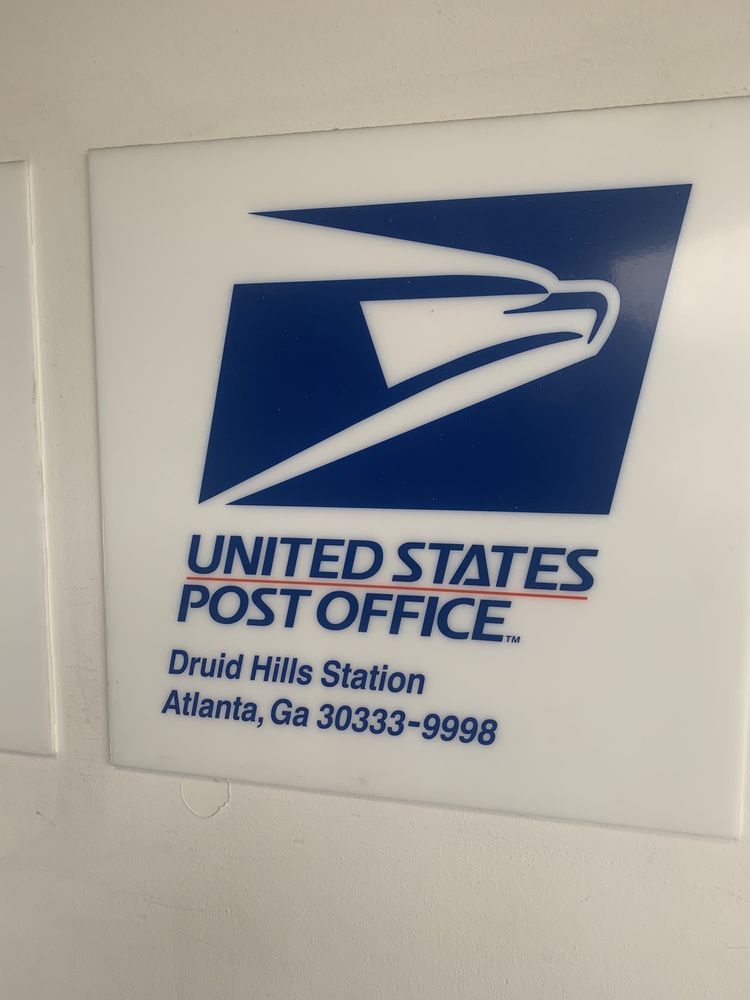 UNITED STATES
POST OFFICE™
Druid Hills Station
Atlanta, Ga 30333-9998